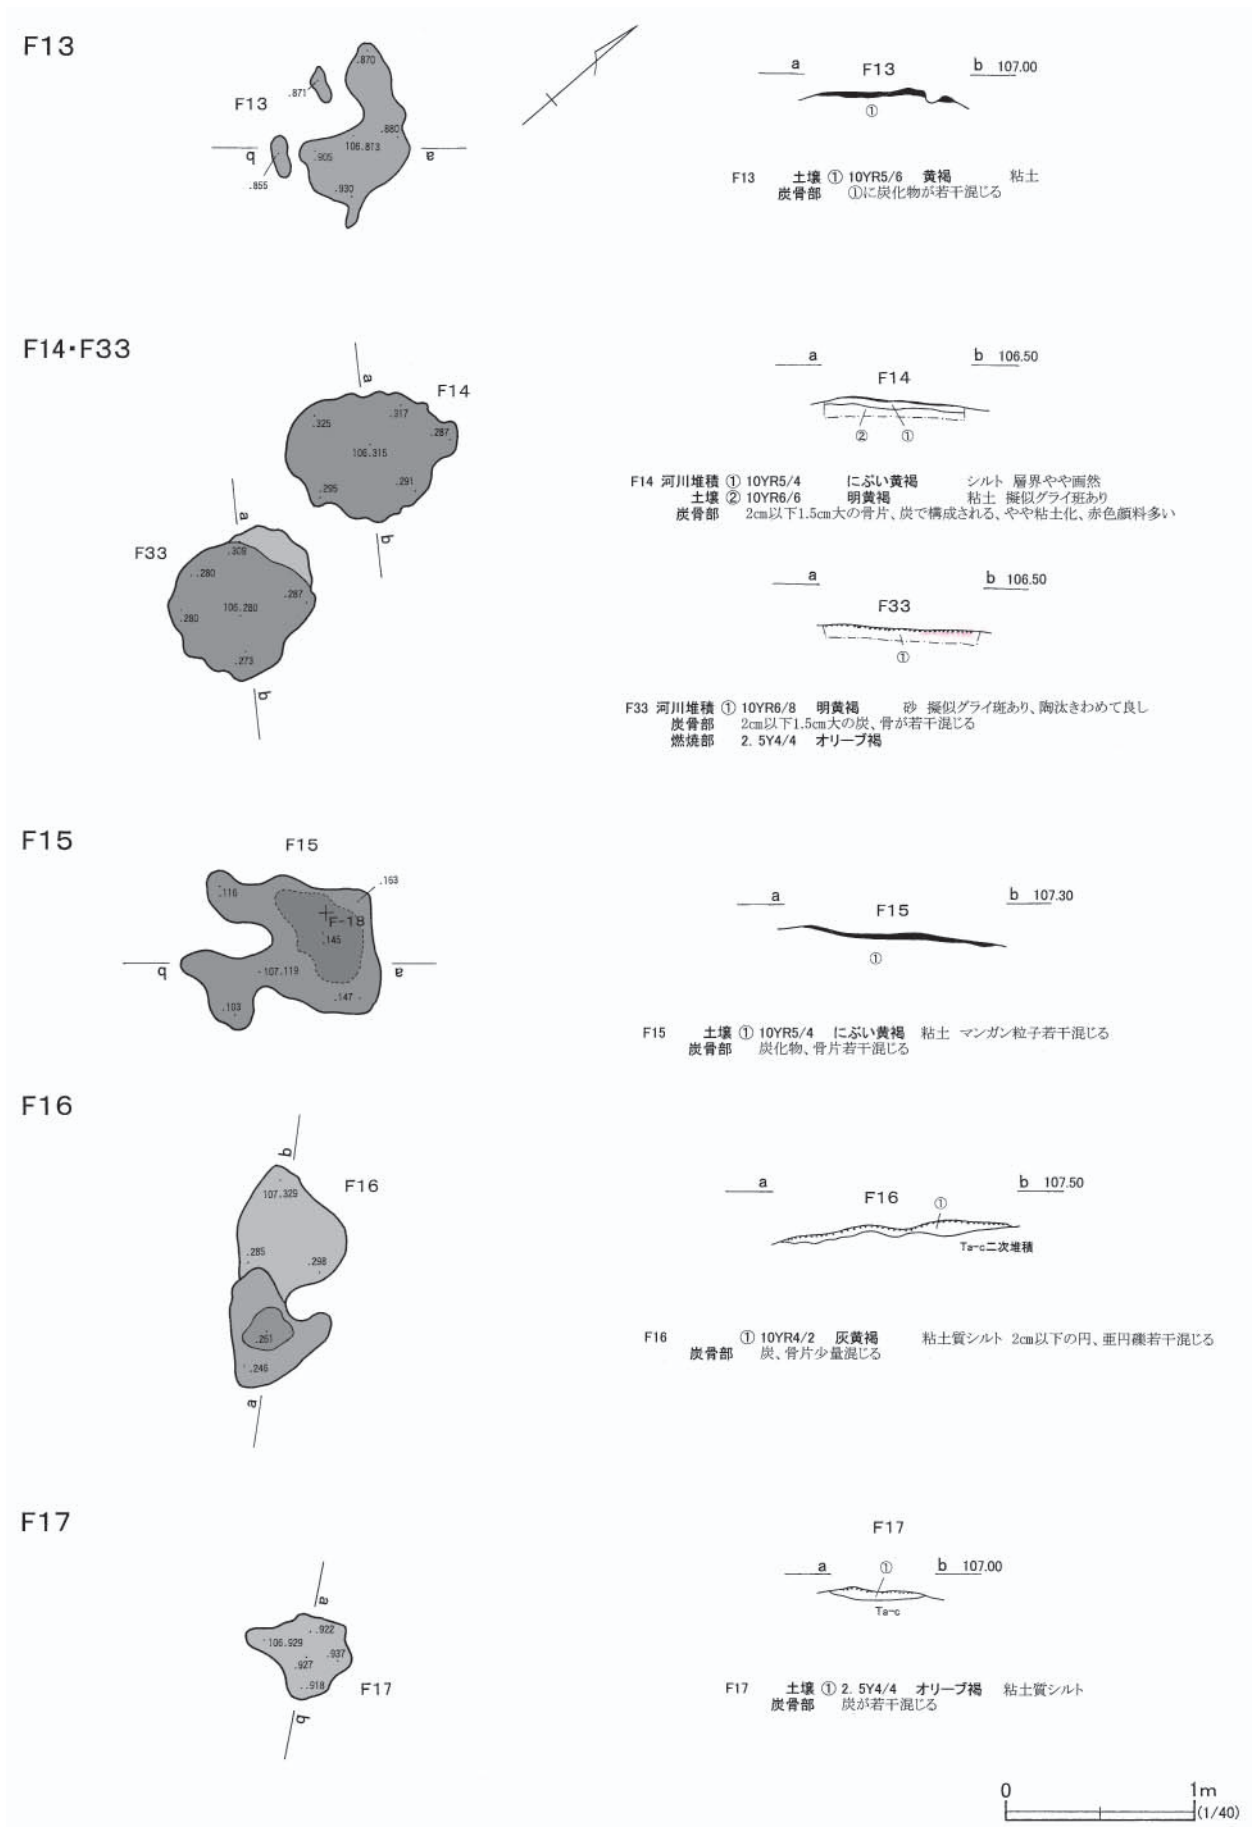 F13
.870
.871
F13
.880
106.873
.905
b
a
.855
.930
a F13 b 107.00
①
F13 土壌 ① 10YR5/6 黄褐 粘土
炭骨部 ①に炭化物が若干混じる
F14・F33
a
F14
.325
.317
.287
106.315
.295
.291
b
a
F33
.308
.280
.287
106.280
.280
.273
b
a b 106.50
F14
② ①
F14 河川堆積 ① 10YR5/4 にぶい黄褐 シルト 層界やや画然
土壌 ② 10YR6/6 明黄褐 粘土 擬似グライ班あり
炭骨部 2㎝以下1.5㎝大の骨片、炭で構成される、やや粘土化、赤色顔料多い
a b 106.50
F33
①
F33 河川堆積 ① 10YR6/8 明黄褐 砂 擬似グライ斑あり、陶汰きわめて良し
炭骨部 2㎝以下1.5㎝大の炭、骨が若干混じる
燃焼部 2.5Y4/4 オリーブ褐
F15
F15
.116
.163
F-18
.145
b
107.119
a
.103
.147
a F15 b 107.30
①
F15 土壌 ① 10YR5/4 にぶい黄褐 粘土 マンガン粒子若干混じる
炭骨部 炭化物、骨片若干混じる
F16
b
F16
107.329
.285
.298
.261
.246
a
a F16 ① b 107.50
Ta-c二次堆積
F16 ① 10YR4/2 灰黄褐 粘土質シルト 2㎝以下の円、亜円礫若干混じる
炭骨部 炭、骨片少量混じる
F17
a
.922
106.929
.937
.927
.918
F17
b
F17
a ① b 107.00
Ta-c
F17 土壌 ① 2.5Y4/4 オリーブ褐 粘土質シルト
炭骨部 炭が若干混じる
0 1m
(1/40)